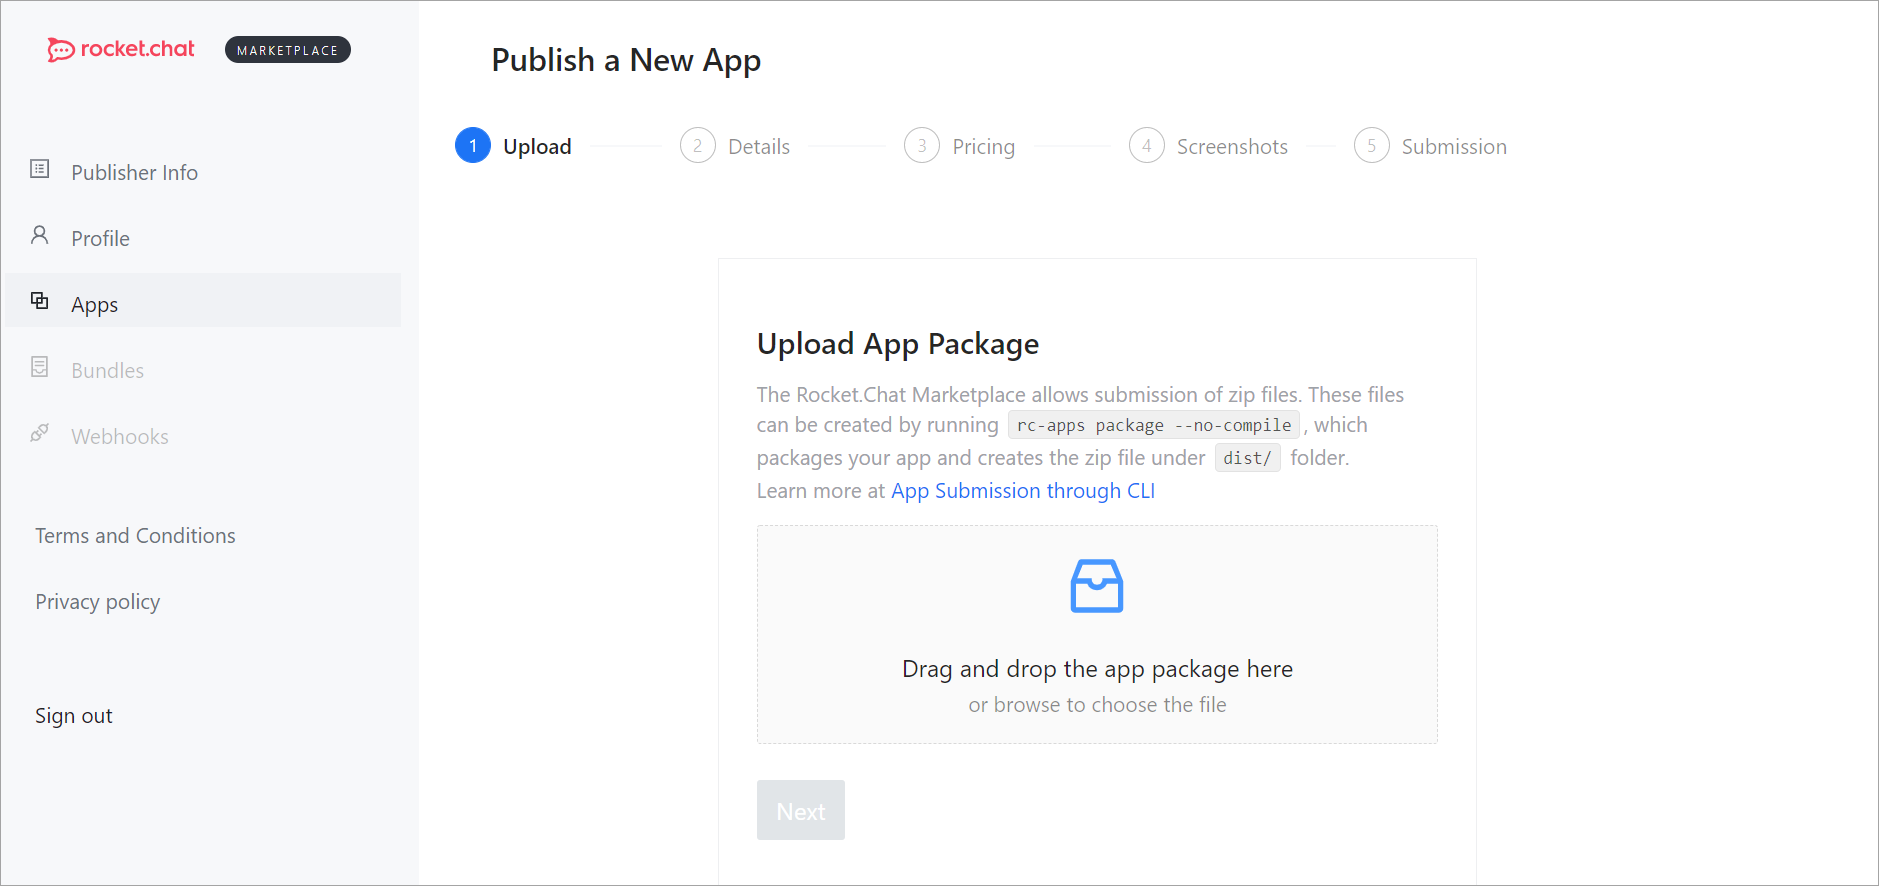 rocket.chat
MARKETPLACE
Publisher Info
Profile
Apps
Bundles
Webhooks
Terms and Conditions
Privacy policy
Sign out
Publish a New App
1 Upload
2 Details
3 Pricing
4 Screenshots
5 Submission
Upload App Package
The Rocket.Chat Marketplace allows submission of zip files. These files
can be created by running rc-apps package --no-compile, which
packages your app and creates the zip file under dist/ folder.
Learn more at App Submission through CLI
Drag and drop the app package here
or browse to choose the file
Next